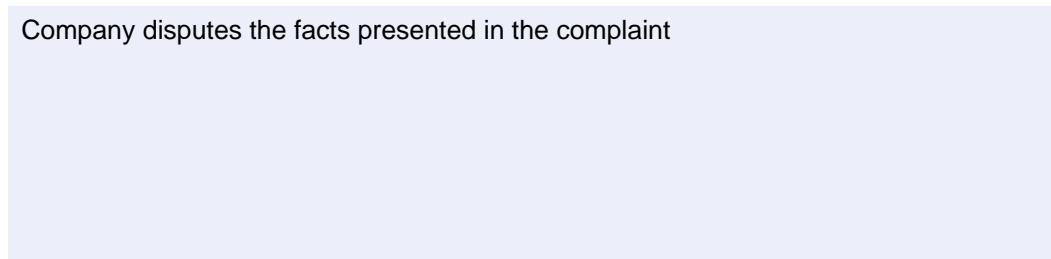 Company disputes the facts presented in the complaint